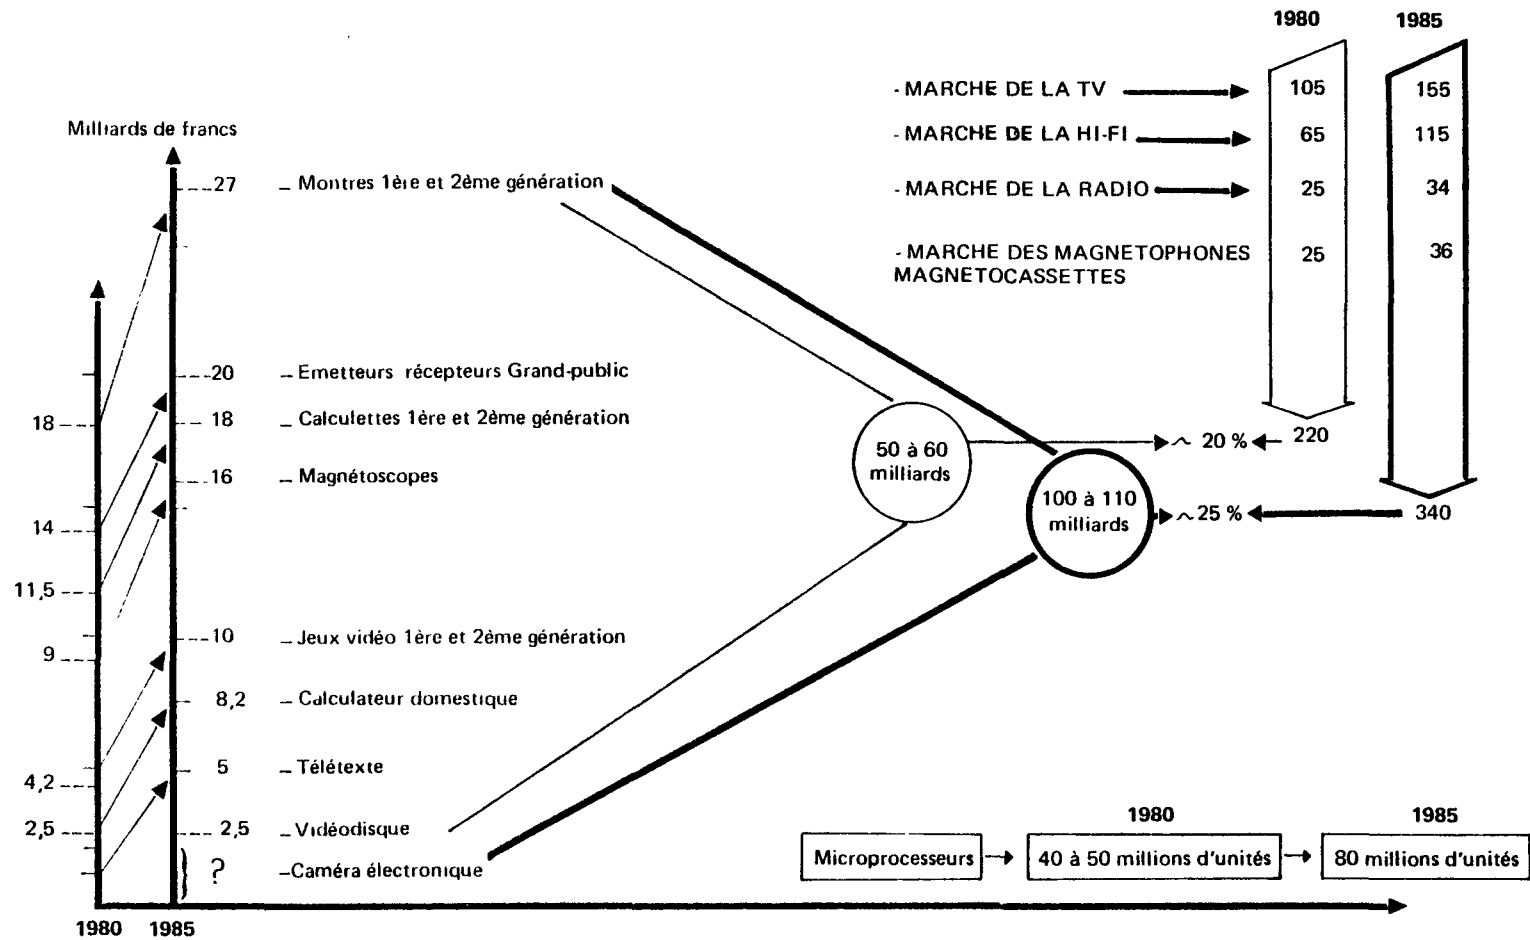 1980 1985
- MARCHE DE LA TV 105 155
- MARCHE DE LA HI-FI 65 115
- MARCHE DE LA RADIO 25 34
- MARCHE DES MAGNETOPHONES 25 36
MAGNETOCASSETTES
220
340
Milliards de francs
27 - Montres 1ère et 2ème génération
20 - Emetteurs récepteurs Grand-public
18 - Calculettes 1ère et 2ème génération
16 - Magnétoscopes
10 - Jeux vidéo 1ère et 2ème génération
8,2 - Calculateur domestique
5 - Télétexte
2,5 - Vidéodisque
? - Caméra électronique
18
14
11,5
9
4,2
2,5
1980 1985
50 à 60
milliards
~ 20 %
100 à 110
milliards
~ 25 %
1980 1985
Microprocesseurs 40 à 50 millions d'unités 80 millions d'unités